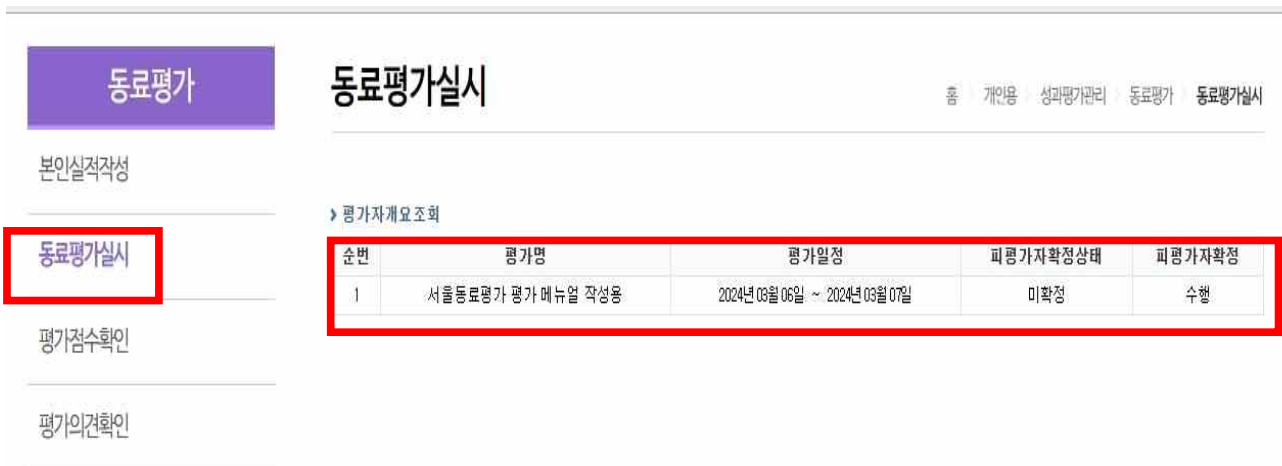 동료평가
본인실적작성
동료평가실시
평가점수확인
평가의견확인
동료평가실시
홈 개인용 성과평가관리 동료평가 동료평가실시
평가자개요조회
순번 평가명 평가일정 피평가자확정상태 피평가자확정
1 서울동료평가 평가 메뉴얼 작성용 2024년 03월 06일 ~ 2024년 03월 07일 미확정 수행